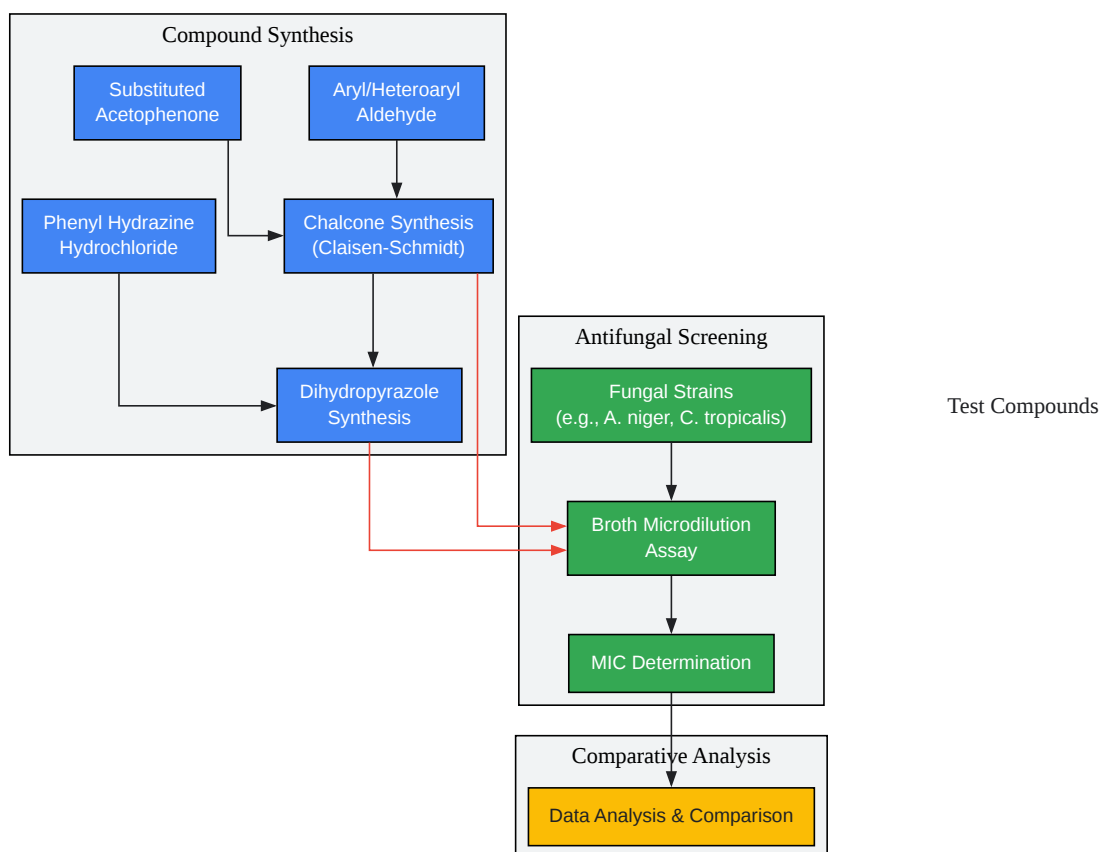 Compound Synthesis
Substituted
Acetophenone
Aryl/Heteroaryl
Aldehyde
Phenyl Hydrazine
Hydrochloride
Chalcone Synthesis
(Claisen-Schmidt)
Dihydropyrazole
Synthesis
Antifungal Screening
Fungal Strains
(e.g., A. niger, C. tropicalis)
Test Compounds
Broth Microdilution
Assay
MIC Determination
Comparative Analysis
Data Analysis & Comparison